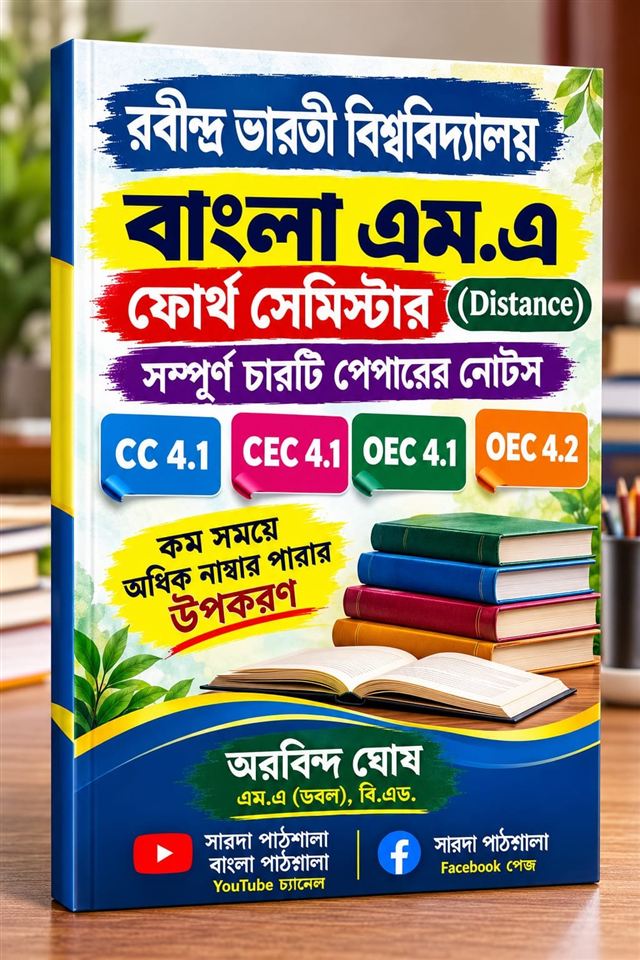 রবীন্দ্র ভারতী বিশ্ববিদ্যালয়
বাংলা এম.এ
ফোর্থ সেমিস্টার (Distance)
সম্পূর্ণ চারটি পেপারের নোটস
CC 4.1 CEC 4.1 OEC 4.1 OEC 4.2
কম সময়ে
অধিক নাম্বার পারার
উপকরণ
অরবিন্দ ঘোষ
এম.এ (ডবল), বি.এড.
সারদা পাঠশালা
বাংলা পাঠশালা
YouTube চ্যানেল
সারদা পাঠশালা
Facebook পেজ